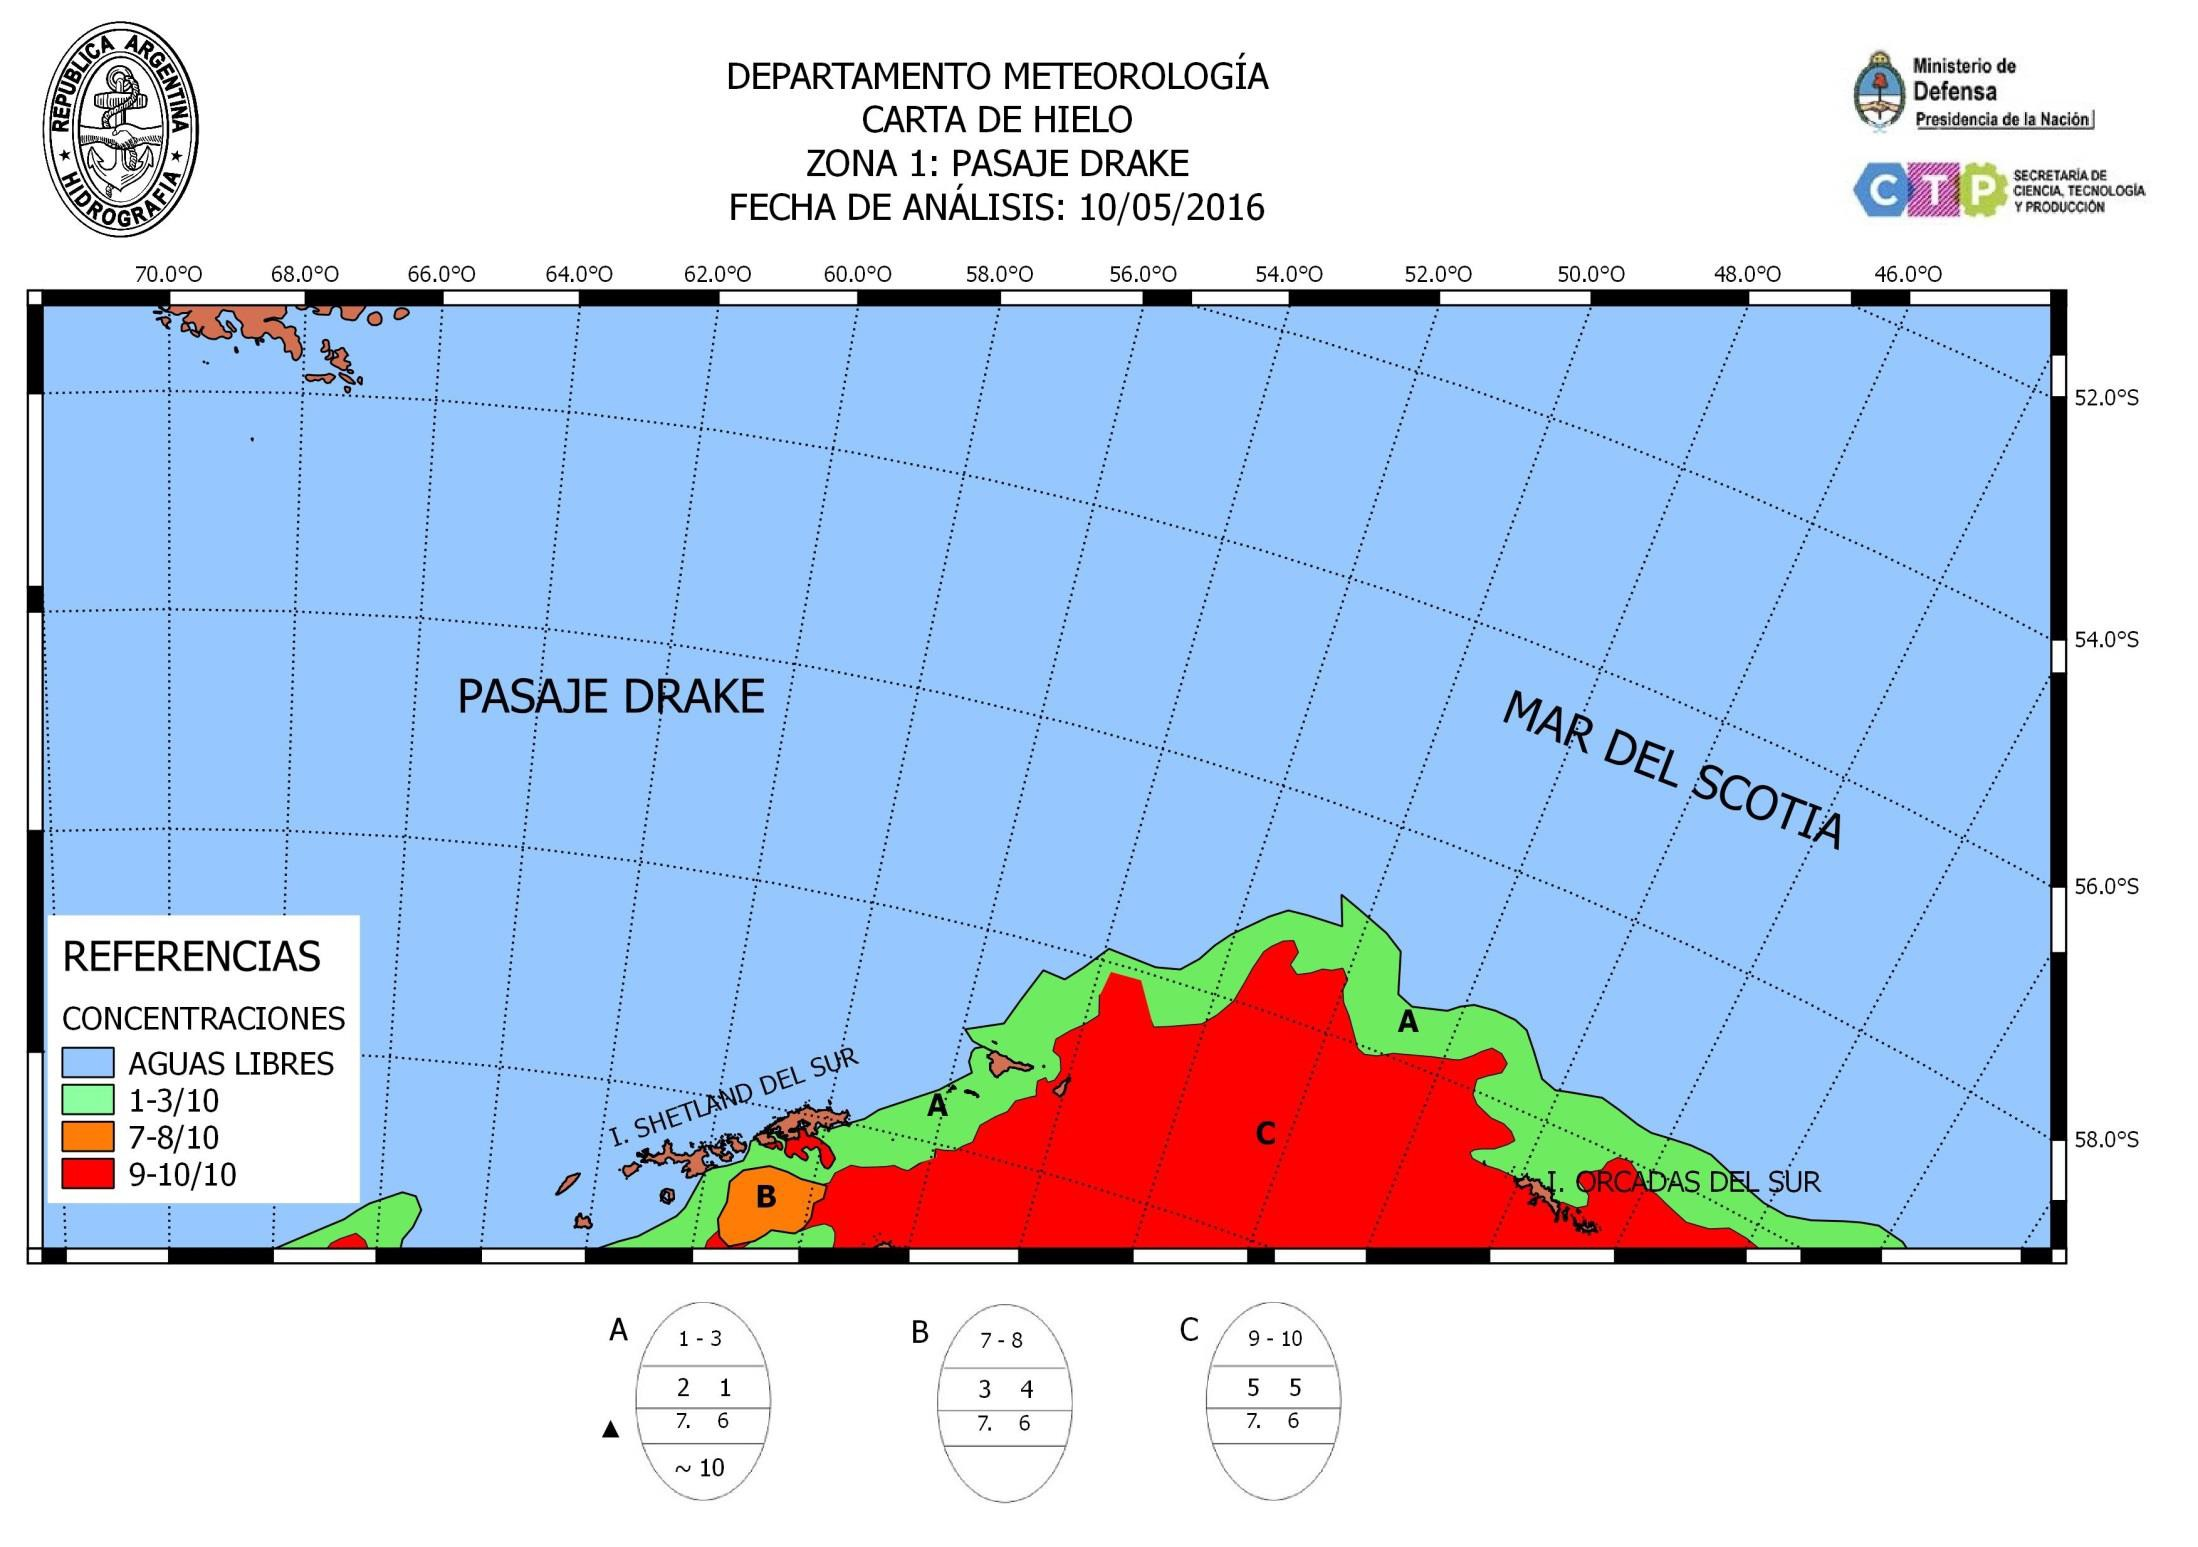 REPUBLICA ARGENTINA
★ HIDROGRAFIA ★
DEPARTAMENTO METEOROLOGÍA
CARTA DE HIELO
ZONA 1: PASAJE DRAKE
FECHA DE ANÁLISIS: 10/05/2016
Ministerio de
Defensa
Presidencia de la Nación
CTP
SECRETARÍA DE
CIENCIA, TECNOLOGÍA
Y PRODUCCIÓN
70.0°O 68.0°O 66.0°O 64.0°O 62.0°O 60.0°O 58.0°O 56.0°O 54.0°O 52.0°O 50.0°O 48.0°O 46.0°O
52.0°S
54.0°S
56.0°S
58.0°S
PASAJE DRAKE
MAR DEL SCOTIA
I. SHETLAND DEL SUR
I. ORCADAS DEL SUR
A
A
B
C
REFERENCIAS
CONCENTRACIONES
AGUAS LIBRES
1-3/10
7-8/10
9-10/10
A
1 - 3
2 1
▲ 7. 6
~ 10
B
7 - 8
3 4
7. 6
C
9 - 10
5 5
7. 6